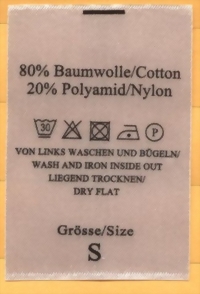 80% Baumwolle/Cotton
20% Polyamid/Nylon
30 P
VON LINKS WASCHEN UND BÜGELN/
WASH AND IRON INSIDE OUT
LIEGEND TROCKNEN/
DRY FLAT
Grösse/Size
S